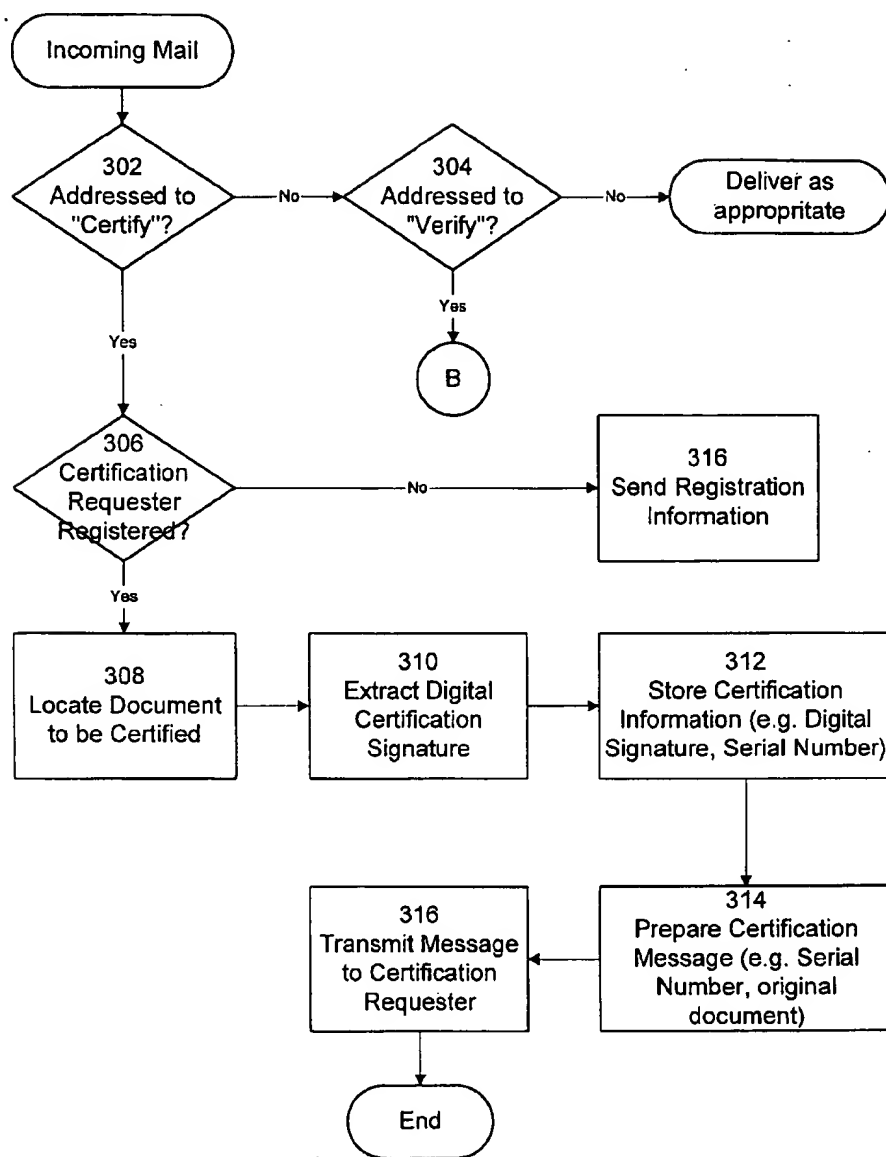 Incoming Mail
302
Addressed to
"Certify"?
No
304
Addressed to
"Verify"?
No
Deliver as
appropritate
Yes
Yes
B
306
Certification
Requester
Registered?
No
316
Send Registration
Information
Yes
308
Locate Document
to be Certified
310
Extract Digital
Certification
Signature
312
Store Certification
Information (e.g. Digital
Signature, Serial Number)
314
Prepare Certification
Message (e.g. Serial
Number, original
document)
316
Transmit Message
to Certification
Requester
End